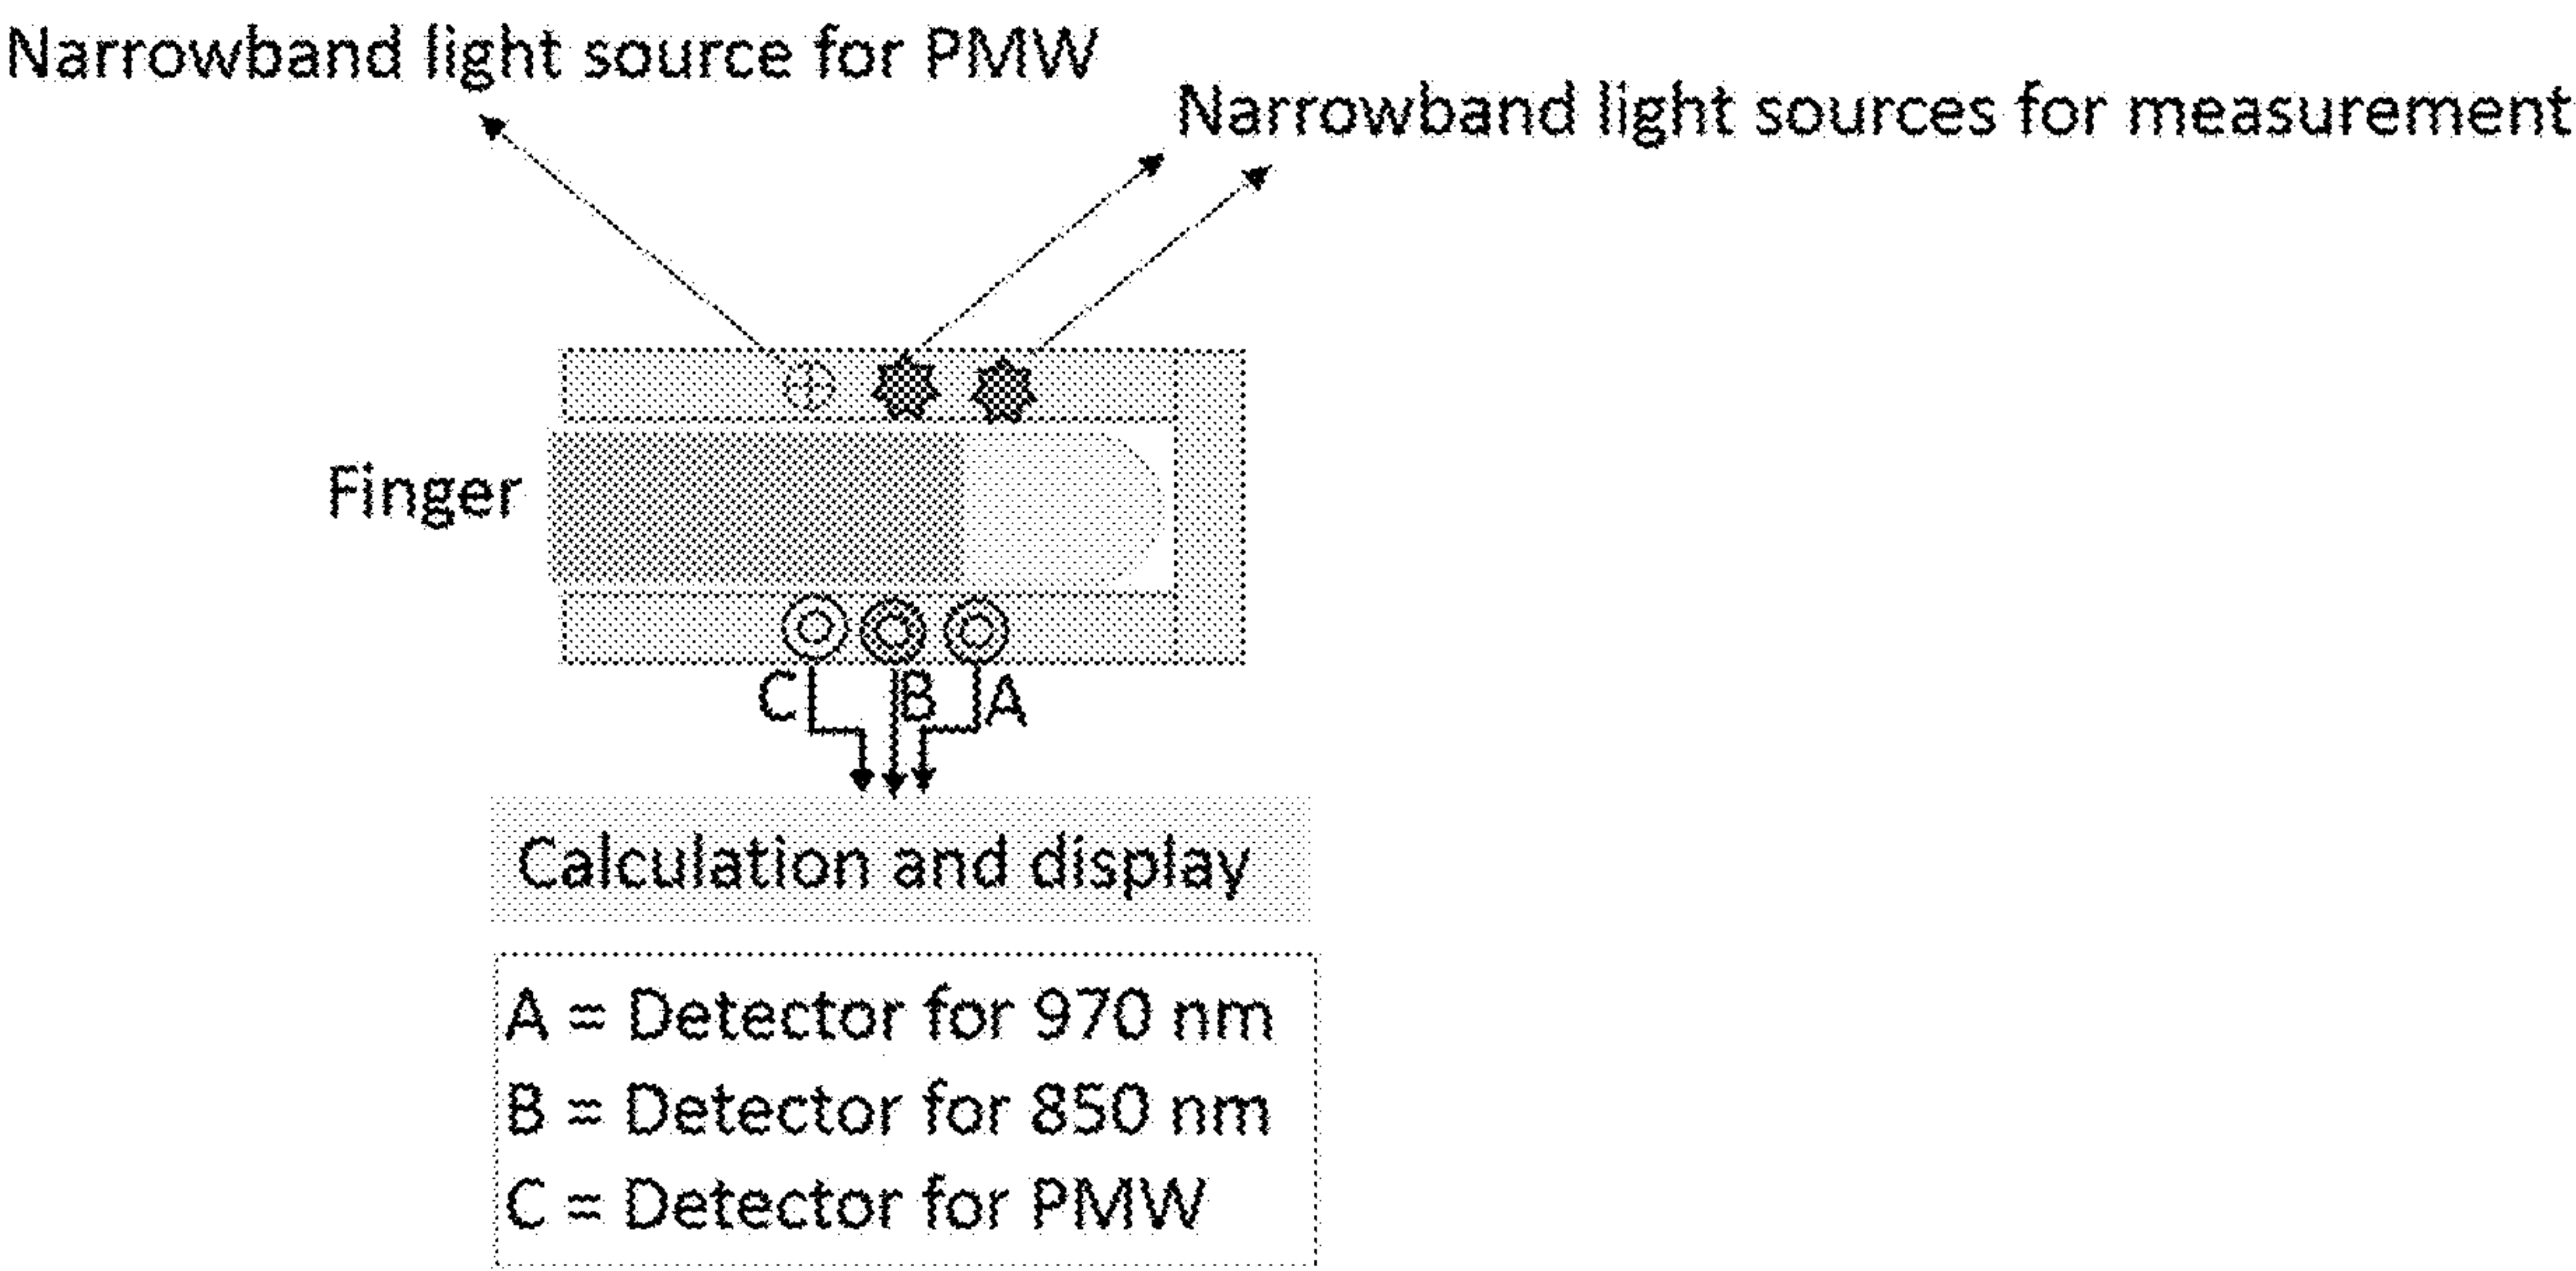 Narrowband light source for PMW
Narrowband light sources for measurement
Finger
C B A
Calculation and display
A = Detector for 970 nm
B = Detector for 850 nm
C = Detector for PMW